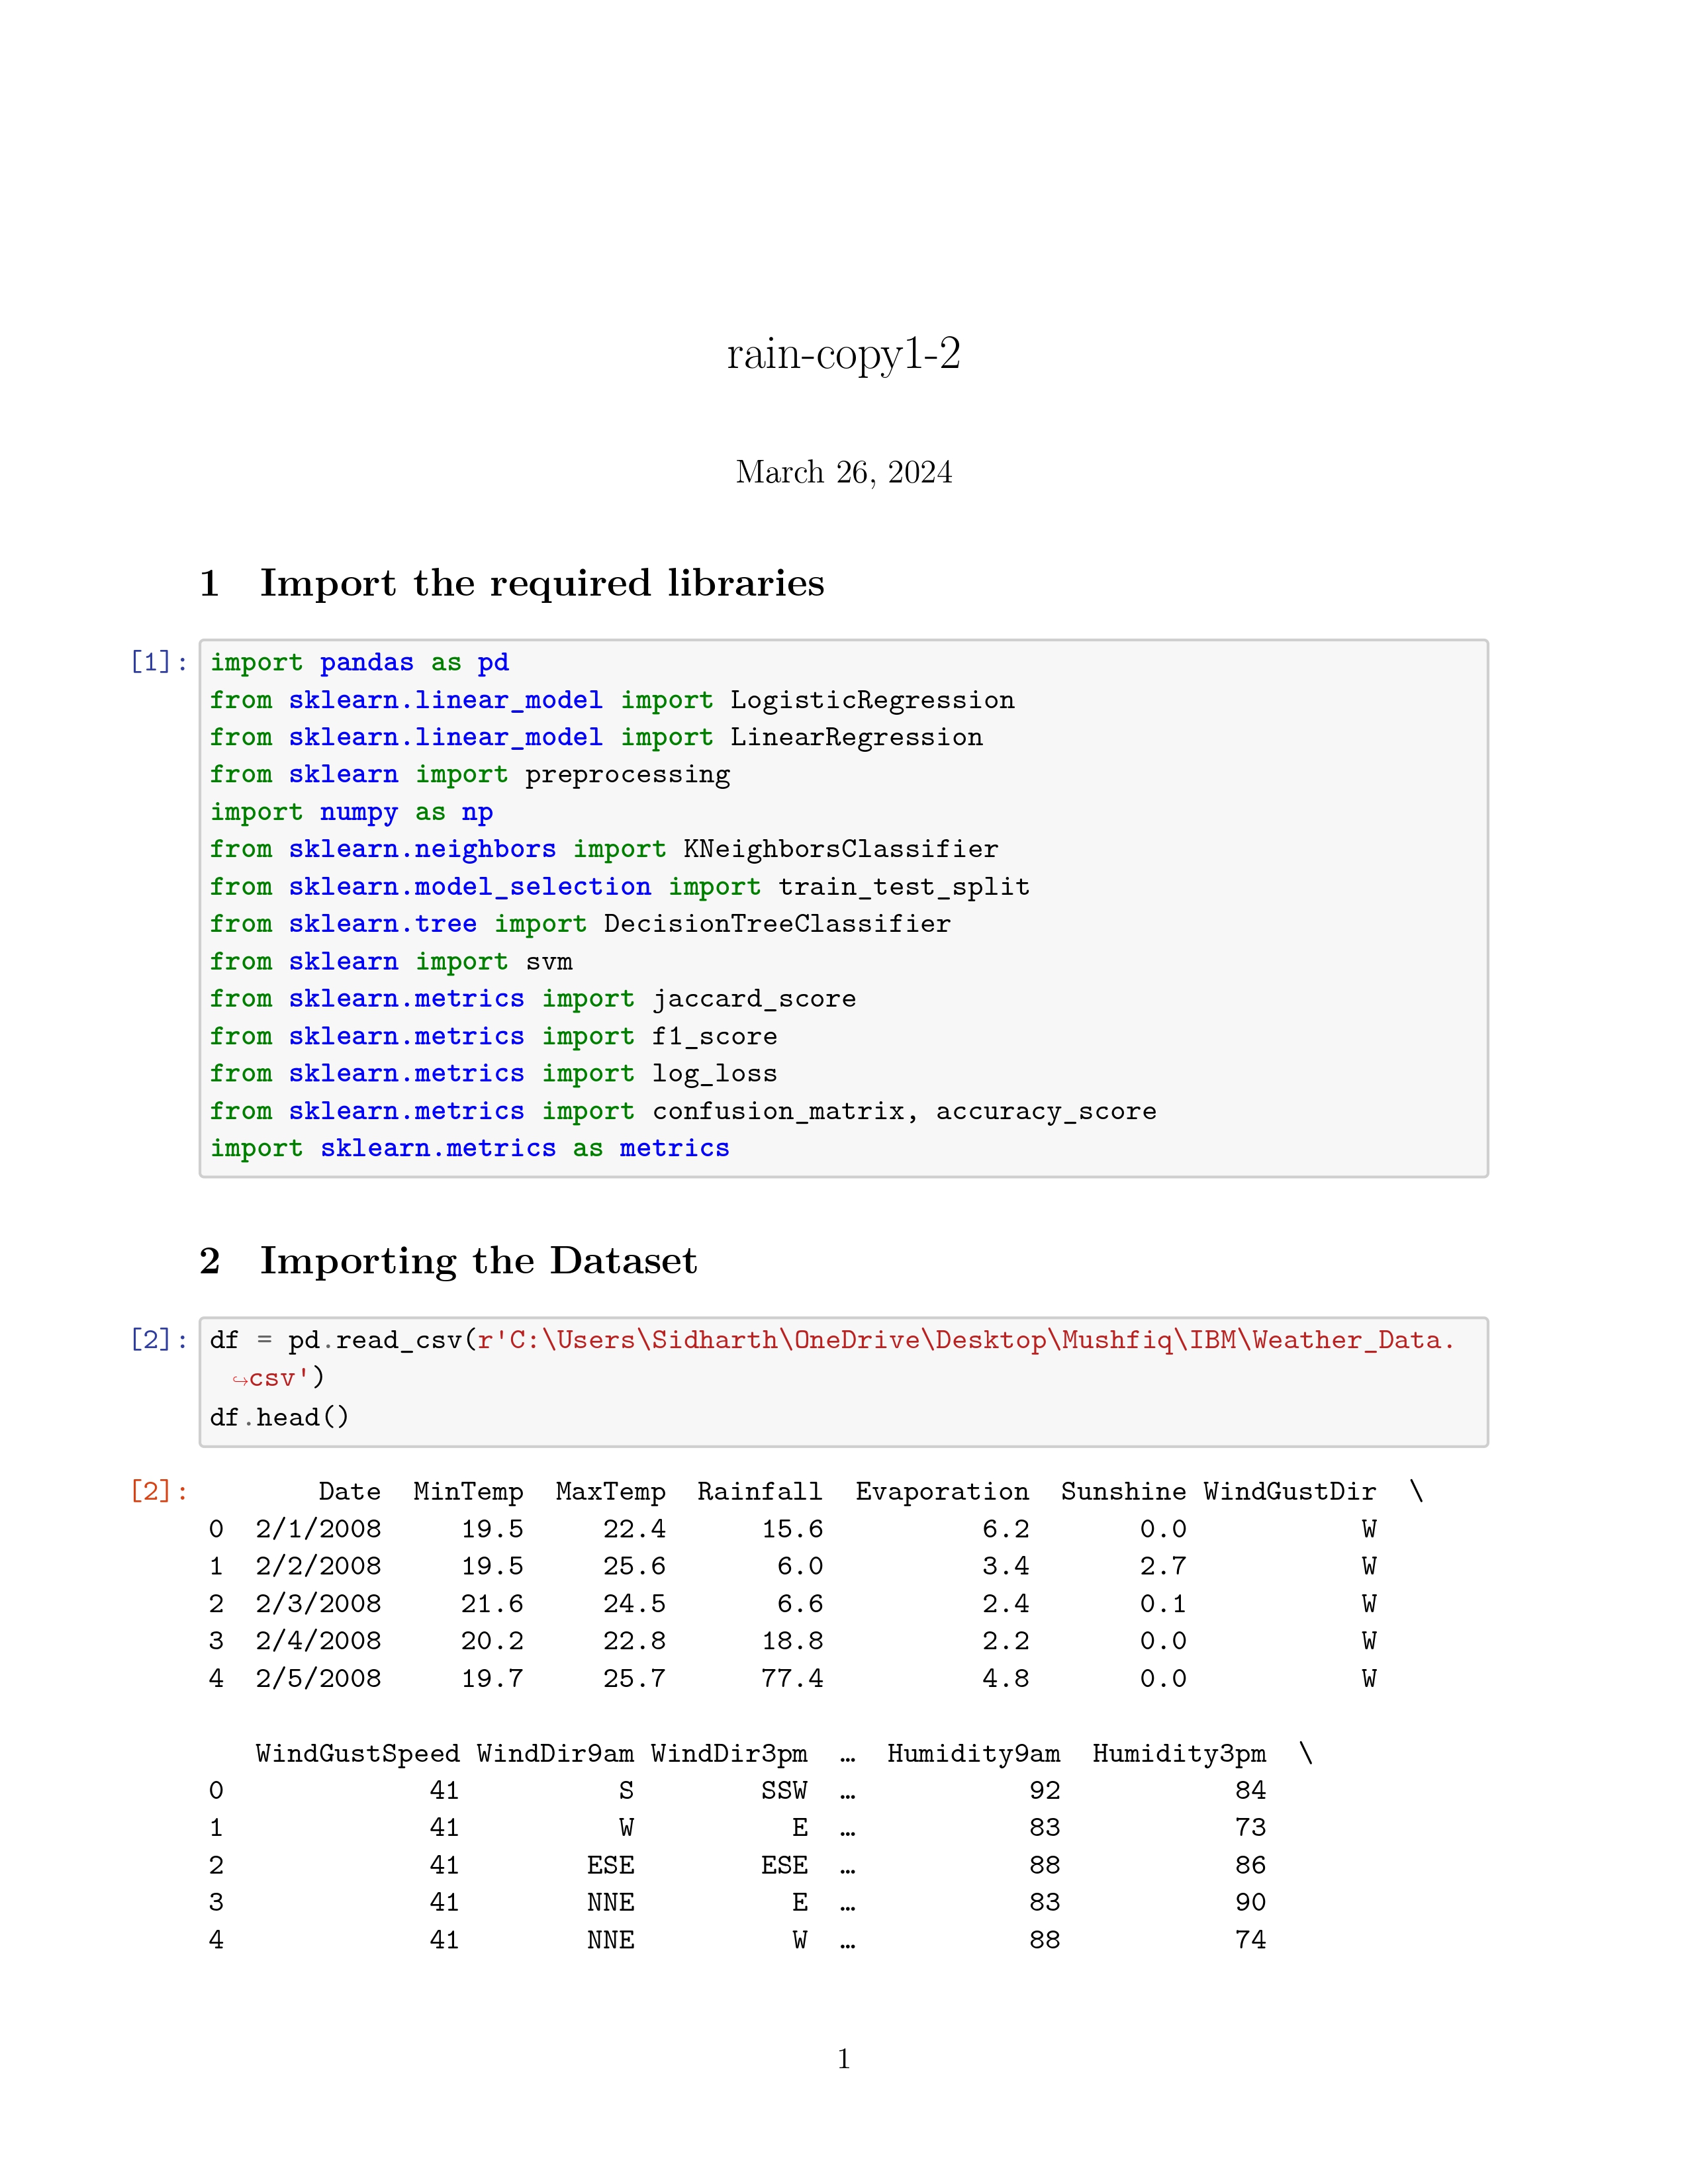 rain-copy1-2
March 26, 2024
1 Import the required libraries
[1]: import pandas as pd
from sklearn.linear_model import LogisticRegression
from sklearn.linear_model import LinearRegression
from sklearn import preprocessing
import numpy as np
from sklearn.neighbors import KNeighborsClassifier
from sklearn.model_selection import train_test_split
from sklearn.tree import DecisionTreeClassifier
from sklearn import svm
from sklearn.metrics import jaccard_score
from sklearn.metrics import f1_score
from sklearn.metrics import log_loss
from sklearn.metrics import confusion_matrix, accuracy_score
import sklearn.metrics as metrics
2 Importing the Dataset
[2]: df = pd.read_csv(r'C:\Users\Sidharth\OneDrive\Desktop\Mushfiq\IBM\Weather_Data.
↪csv')
df.head()
[2]: Date MinTemp MaxTemp Rainfall Evaporation Sunshine WindGustDir \
0 2/1/2008 19.5 22.4 15.6 6.2 0.0 W
1 2/2/2008 19.5 25.6 6.0 3.4 2.7 W
2 2/3/2008 21.6 24.5 6.6 2.4 0.1 W
3 2/4/2008 20.2 22.8 18.8 2.2 0.0 W
4 2/5/2008 19.7 25.7 77.4 4.8 0.0 W
WindGustSpeed WindDir9am WindDir3pm … Humidity9am Humidity3pm \
0 41 S SSW … 92 84
1 41 W E … 83 73
2 41 ESE ESE … 88 86
3 41 NNE E … 83 90
4 41 NNE W … 88 74
1